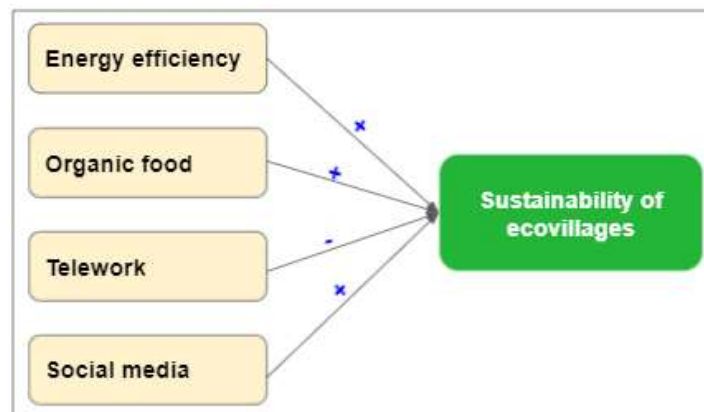 Energy efficiency
+
Organic food
+
Sustainability of
ecovillages
-
Telework
+
Social media